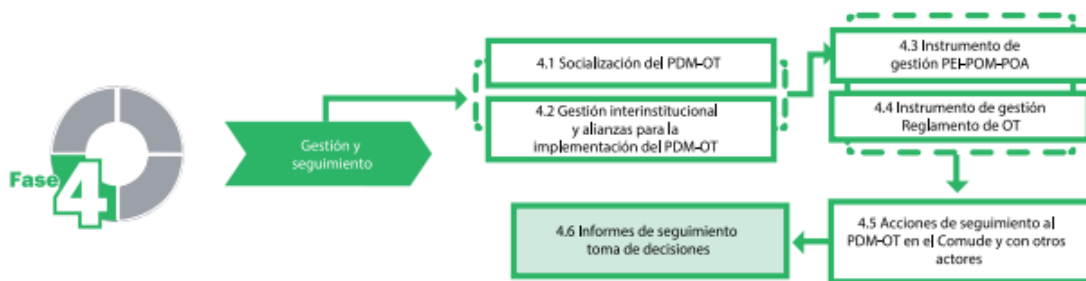 Fase
4
Gestión y
seguimiento
4.1 Socialización del PDM-OT
4.2 Gestión interinstitucional
y alianzas para la
implementación del PDM-OT
4.3 Instrumento de
gestión PEI-POM-POA
4.4 Instrumento de gestión
Reglamento de OT
4.5 Acciones de seguimiento al
PDM-OT en el Comude y con otros
actores
4.6 Informes de seguimiento
toma de decisiones